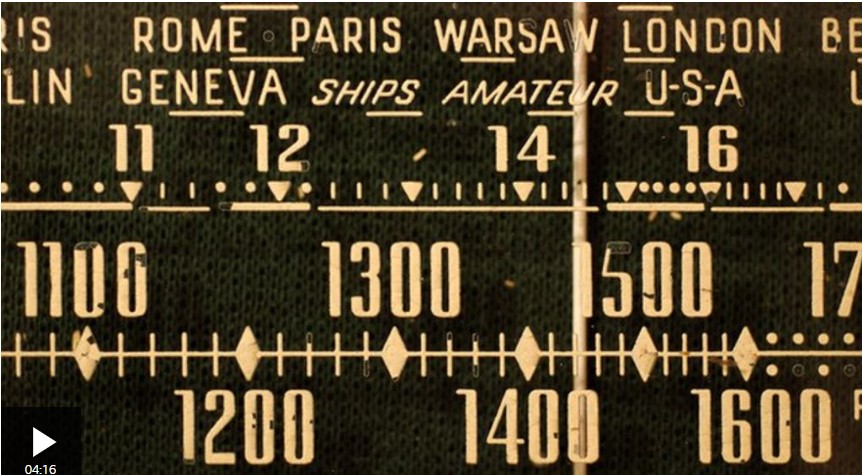 ROME PARIS WARSAW LONDON
GENEVA SHIPS AMATEUR U-S-A
11 12 14 16
1100 1300 1500
1200 1400 1600
04:16